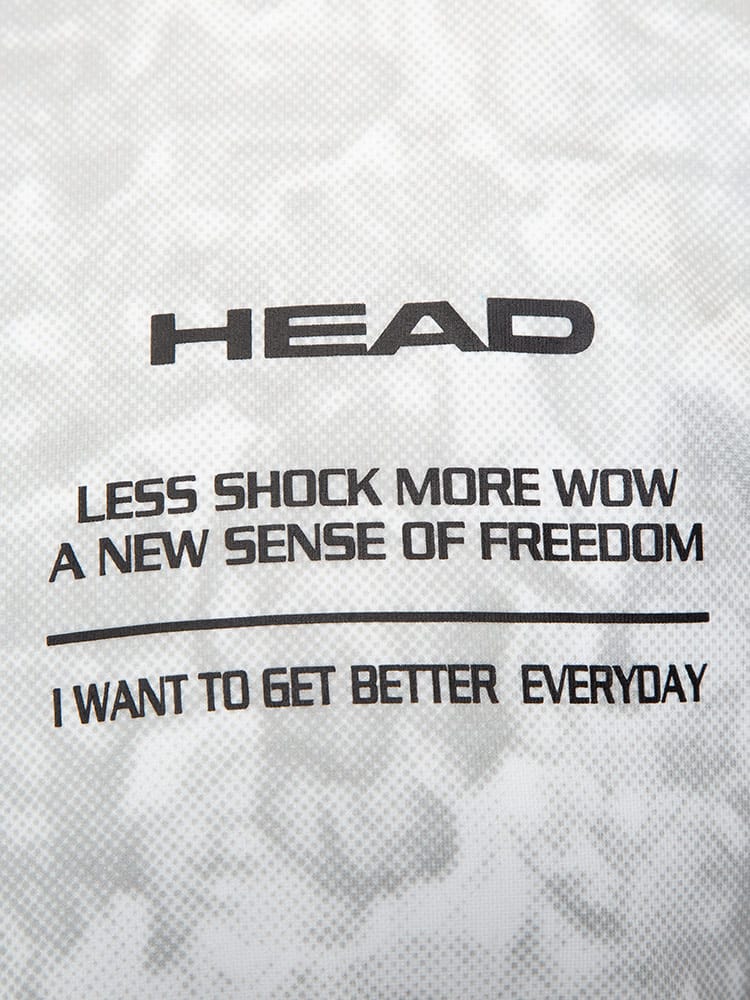 HEAD
LESS SHOCK MORE WOW
A NEW SENSE OF FREEDOM
I WANT TO GET BETTER EVERYDAY